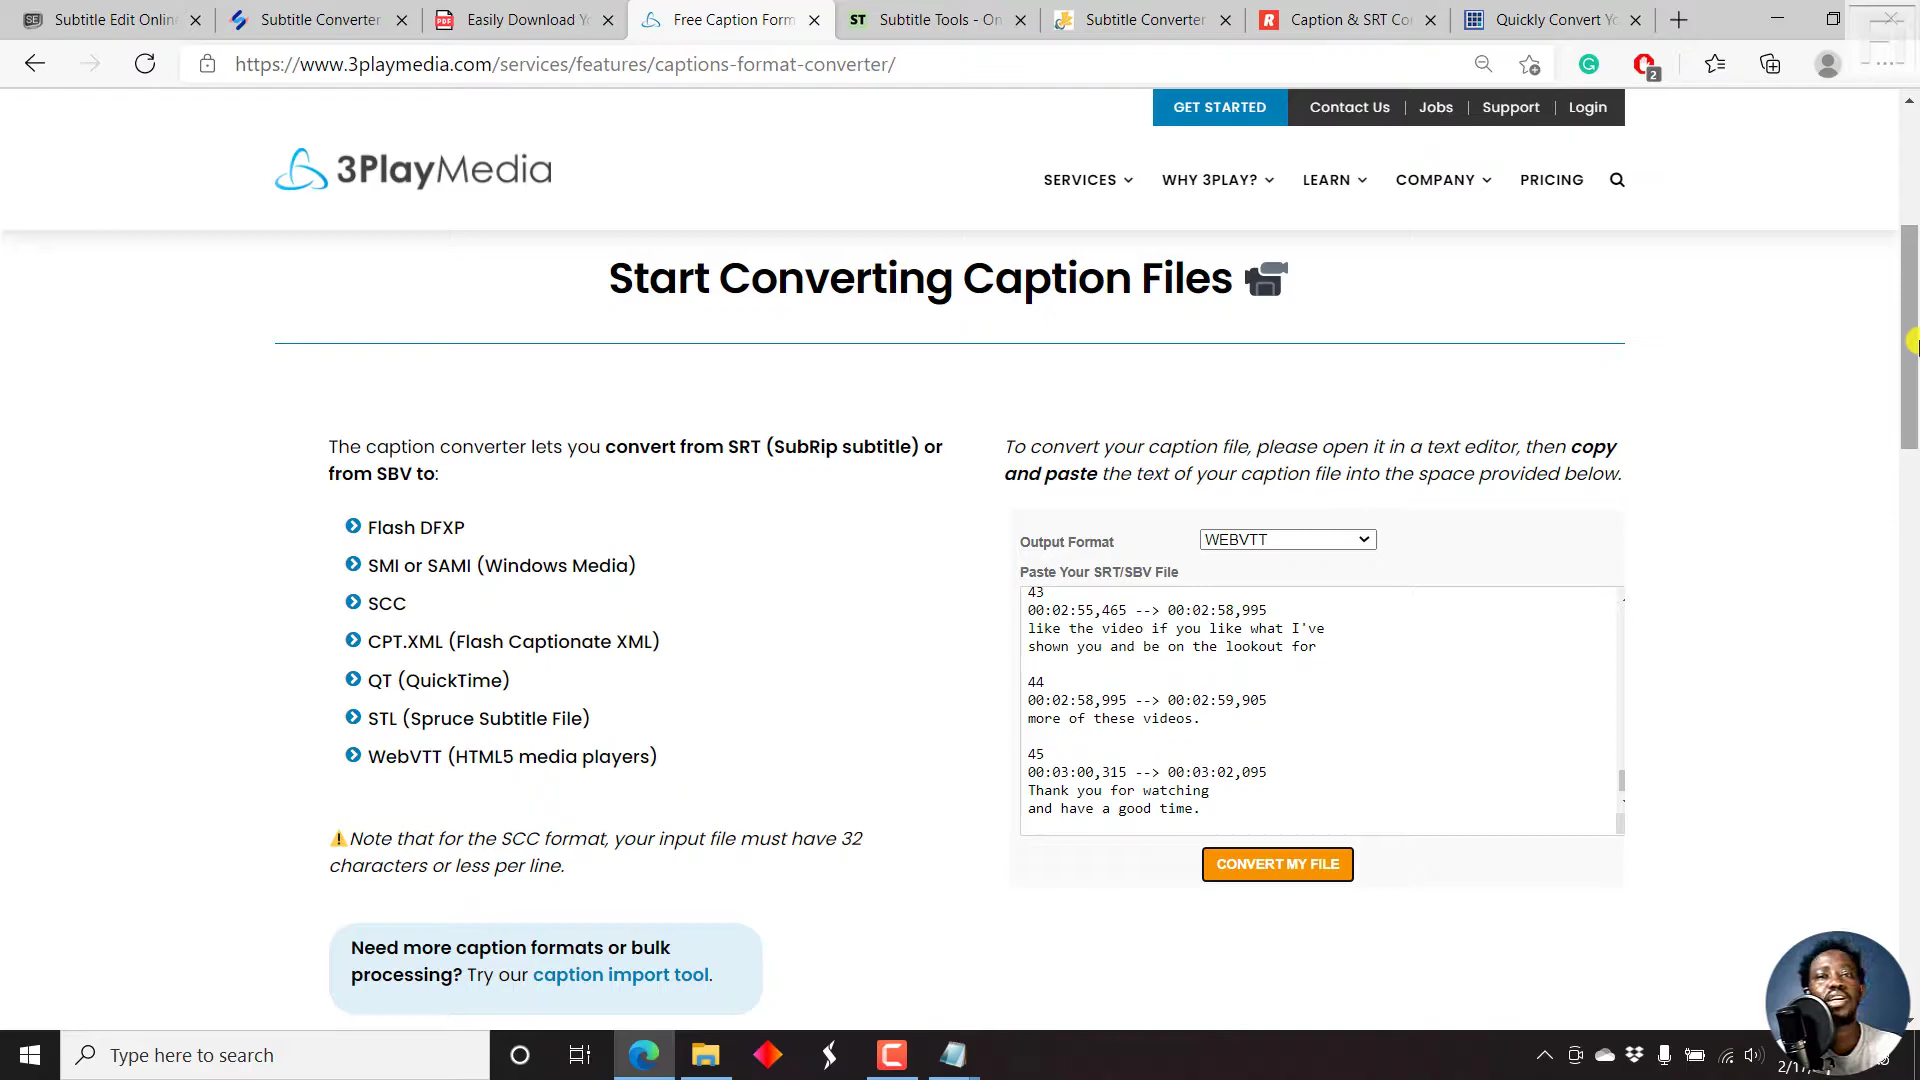 Subtitle Edit Online
Subtitle Converter
Easily Download Yo
Free Caption Form
Subtitle Tools - On
Subtitle Converter
Caption & SRT Co
Quickly Convert Yo
https://www.3playmedia.com/services/features/captions-format-converter/
2
GET STARTED
Contact Us | Jobs | Support | Login
3PlayMedia
SERVICES
WHY 3PLAY?
LEARN
COMPANY
PRICING
Start Converting Caption Files
The caption converter lets you convert from SRT (SubRip subtitle) or
from SBV to:
Flash DFXP
SMI or SAMI (Windows Media)
SCC
CPT.XML (Flash Captionate XML)
QT (QuickTime)
STL (Spruce Subtitle File)
WebVTT (HTML5 media players)
Note that for the SCC format, your input file must have 32
characters or less per line.
Need more caption formats or bulk
processing? Try our caption import tool.
To convert your caption file, please open it in a text editor, then copy
and paste the text of your caption file into the space provided below.
Output Format
WEBVTT
Paste Your SRT/SBV File
43
00:02:55,465 --> 00:02:58,995
like the video if you like what I've
shown you and be on the lookout for
44
00:02:58,995 --> 00:02:59,905
more of these videos.
45
00:03:00,315 --> 00:03:02,095
Thank you for watching
and have a good time.
CONVERT MY FILE
Type here to search